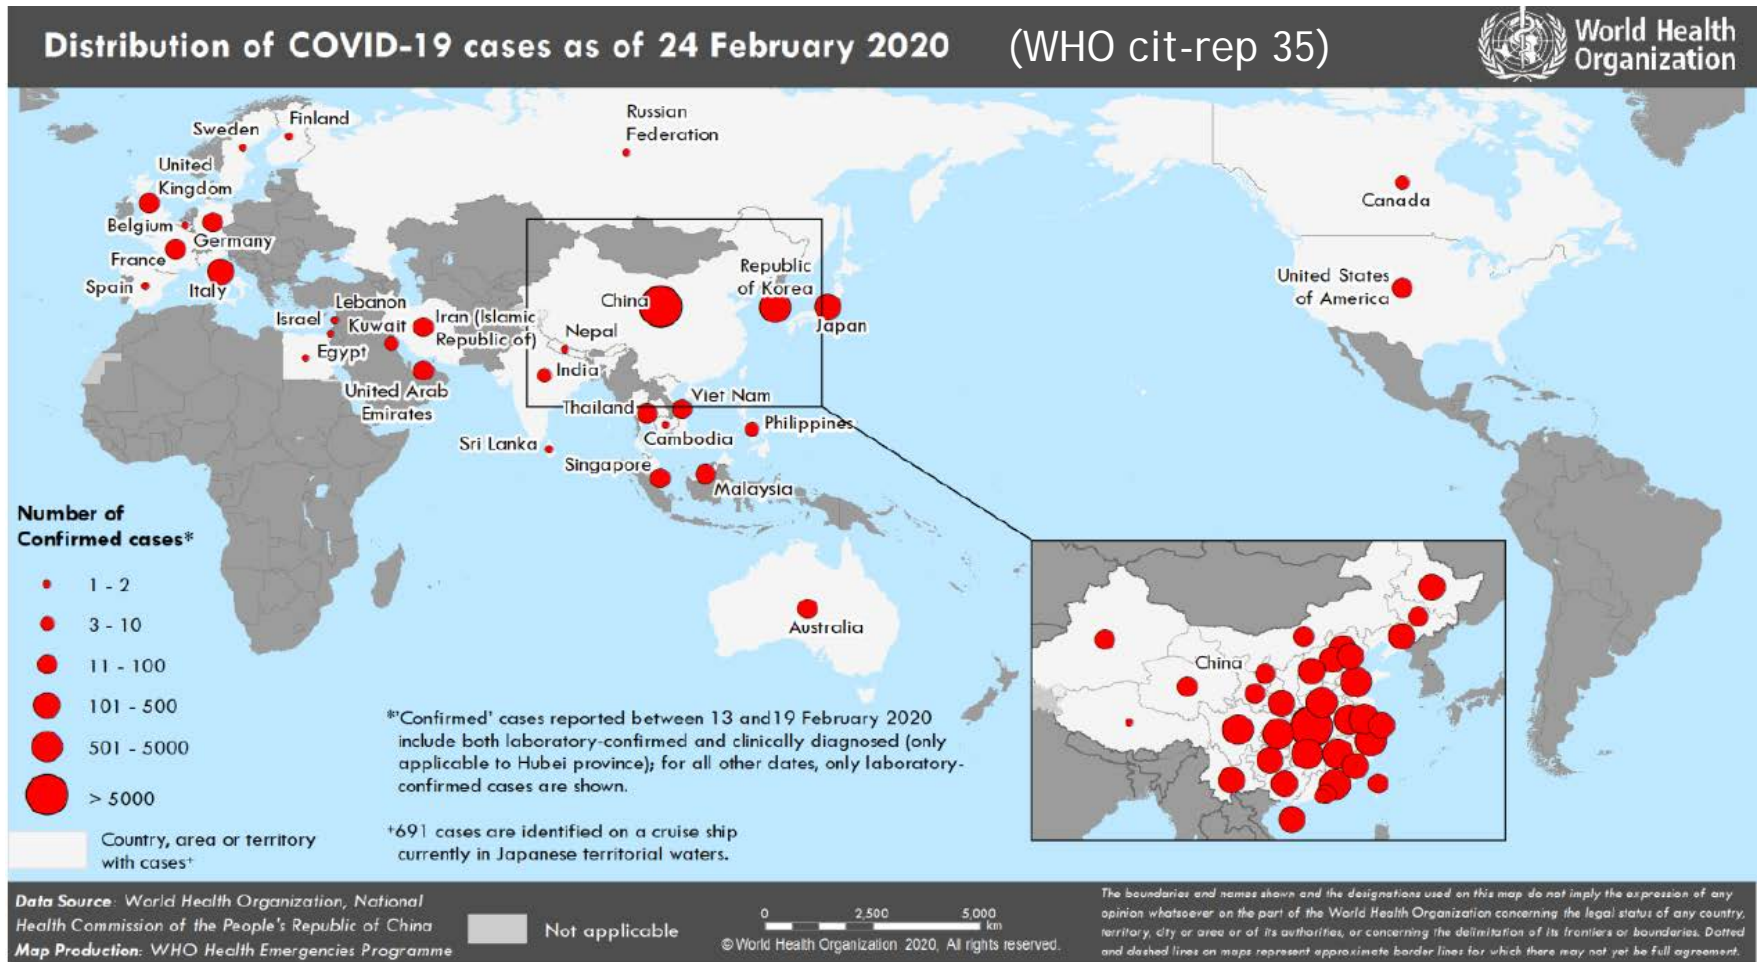 Distribution of COVID-19 cases as of 24 February 2020 (WHO cit-rep 35)
World Health
Organization
Finland
Sweden
Russian
Federation
United
Kingdom
Canada
Belgium
Germany
France
Republic
of Korea
United States
of America
Spain
Italy
China
Lebanon
Israel
Kuwait
Iran (Islamic
Republic of)
Nepal
Japan
Egypt
India
United Arab
Emirates
Viet Nam
Thailand
Philippines
Cambodia
Sri Lanka
Singapore
Malaysia
Australia
China
Number of
Confirmed cases*
1 - 2
3 - 10
11 - 100
101 - 500
501 - 5000
> 5000
Country, area or territory
with cases⁺
*'Confirmed' cases reported between 13 and19 February 2020
include both laboratory-confirmed and clinically diagnosed (only
applicable to Hubei province); for all other dates, only laboratory-
confirmed cases are shown.
⁺691 cases are identified on a cruise ship
currently in Japanese territorial waters.
Data Source: World Health Organization, National
Health Commission of the People's Republic of China
Map Production: WHO Health Emergencies Programme
Not applicable
0 2,500 5,000
km
© World Health Organization 2020, All rights reserved.
The boundaries and names shown and the designations used on this map do not imply the expression of any
opinion whatsoever on the part of the World Health Organization concerning the legal status of any country,
territory, city or area or of its authorities, or concerning the delimitation of its frontiers or boundaries. Dotted
and dashed lines on maps represent approximate border lines for which there may not yet be full agreement.